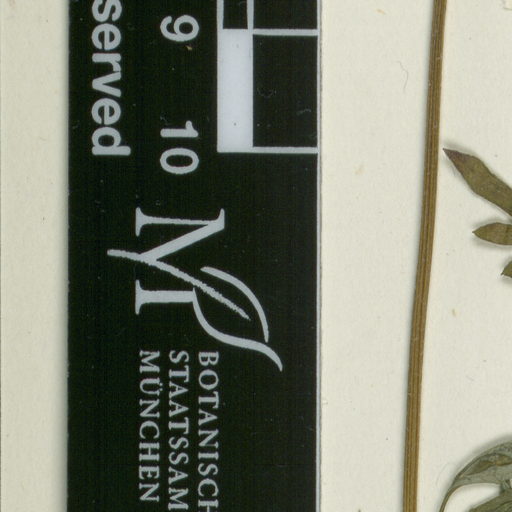 served
9 10
M
BOTANISCH
STAATSSAM
MÜNCHEN